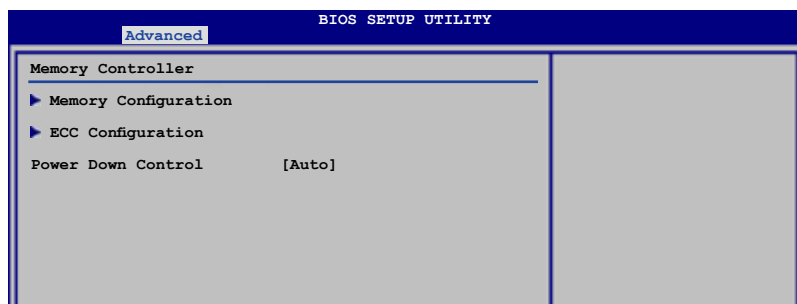 BIOS SETUP UTILITY
Advanced
Memory Controller
Memory Configuration
ECC Configuration
Power Down Control [Auto]